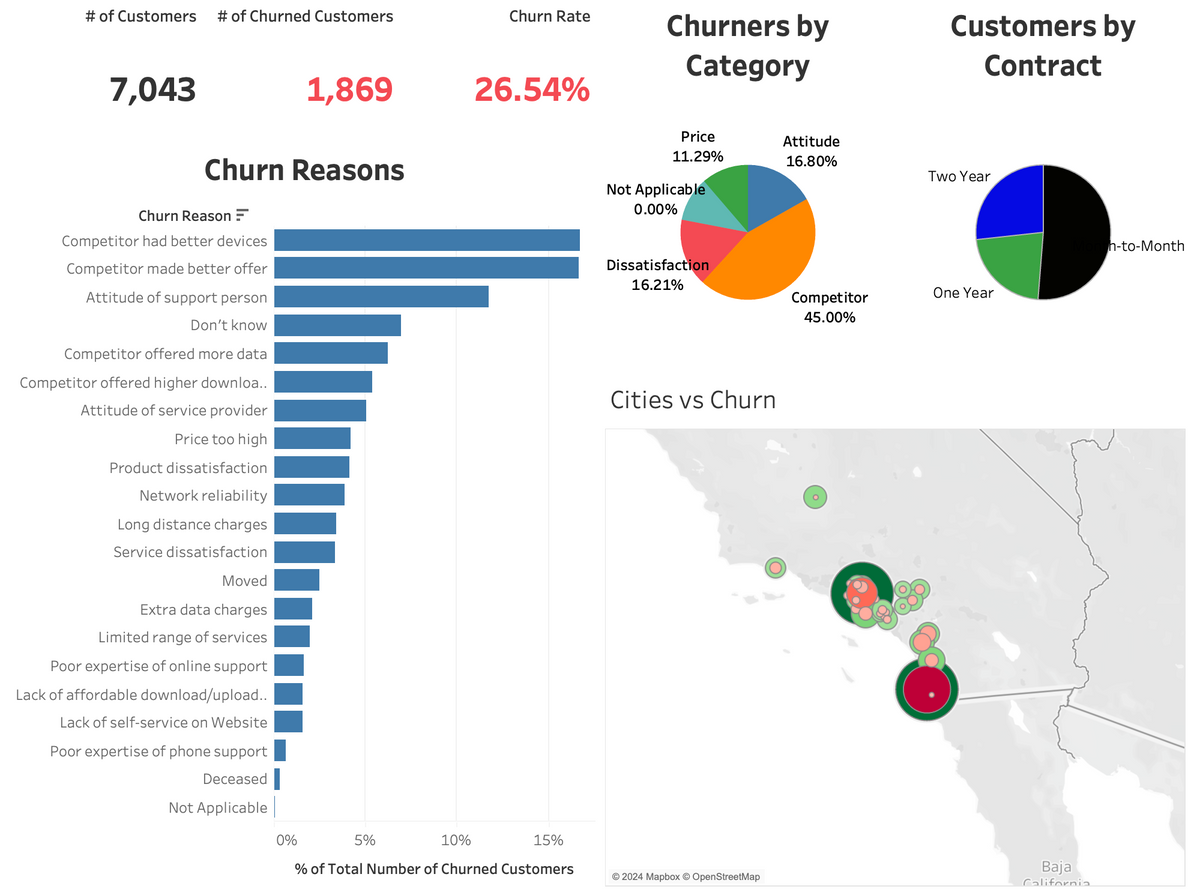 # of Customers
# of Churned Customers
Churn Rate
7,043
1,869
26.54%
Churn Reasons
Churn Reason
Competitor had better devices
Competitor made better offer
Attitude of support person
Don't know
Competitor offered more data
Competitor offered higher downloa..
Attitude of service provider
Price too high
Product dissatisfaction
Network reliability
Long distance charges
Service dissatisfaction
Moved
Extra data charges
Limited range of services
Poor expertise of online support
Lack of affordable download/upload..
Lack of self-service on Website
Poor expertise of phone support
Deceased
Not Applicable
0%
5%
10%
15%
% of Total Number of Churned Customers
Churners by
Category
Price
11.29%
Attitude
16.80%
Not Applicable
0.00%
Dissatisfaction
16.21%
Competitor
45.00%
Customers by
Contract
Two Year
Month-to-Month
One Year
Cities vs Churn
Baja
California
© 2024 Mapbox © OpenStreetMap